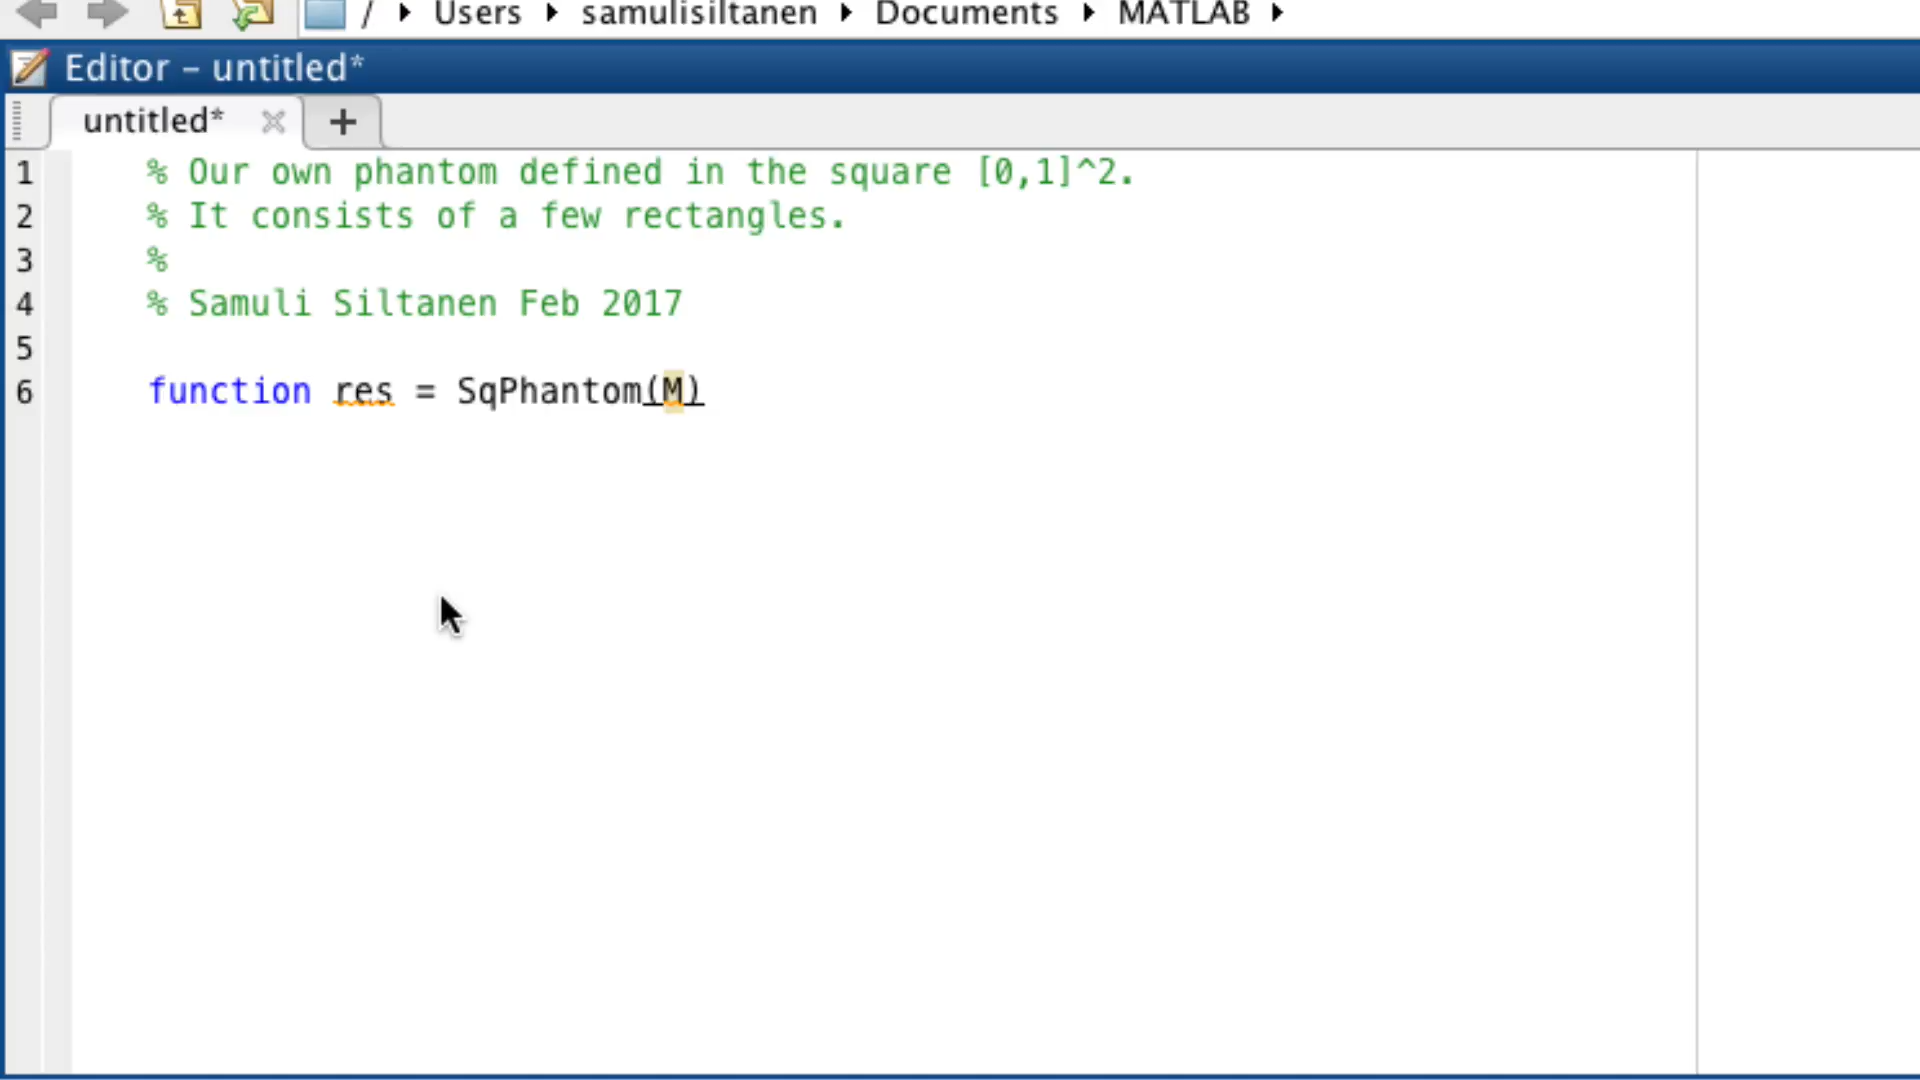 / ▸ Users ▸ samulisiltanen ▸ Documents ▸ MATLAB ▸
Editor – untitled*
untitled* × +
1 % Our own phantom defined in the square [0,1]^2.
2 % It consists of a few rectangles.
3 %
4 % Samuli Siltanen Feb 2017
5
6 function res = SqPhantom(M)